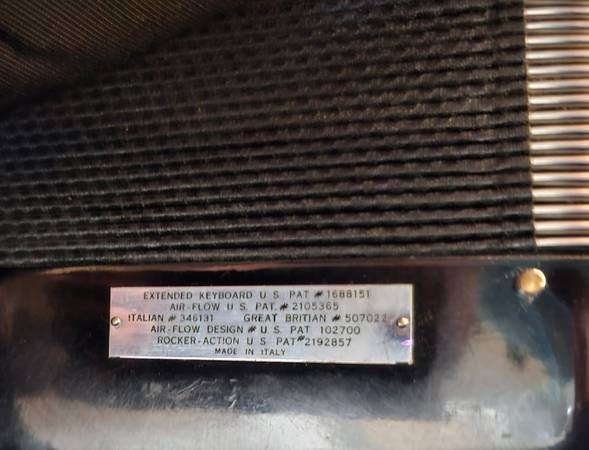 EXTENDED KEYBOARD U.S. PAT # 1688151
AIR-FLOW U.S. PAT. # 2105365
ITALIAN # 346131 GREAT BRITIAN # 507022
AIR-FLOW DESIGN # U.S. PAT 102700
ROCKER-ACTION U.S PAT # 2192857
MADE IN ITALY